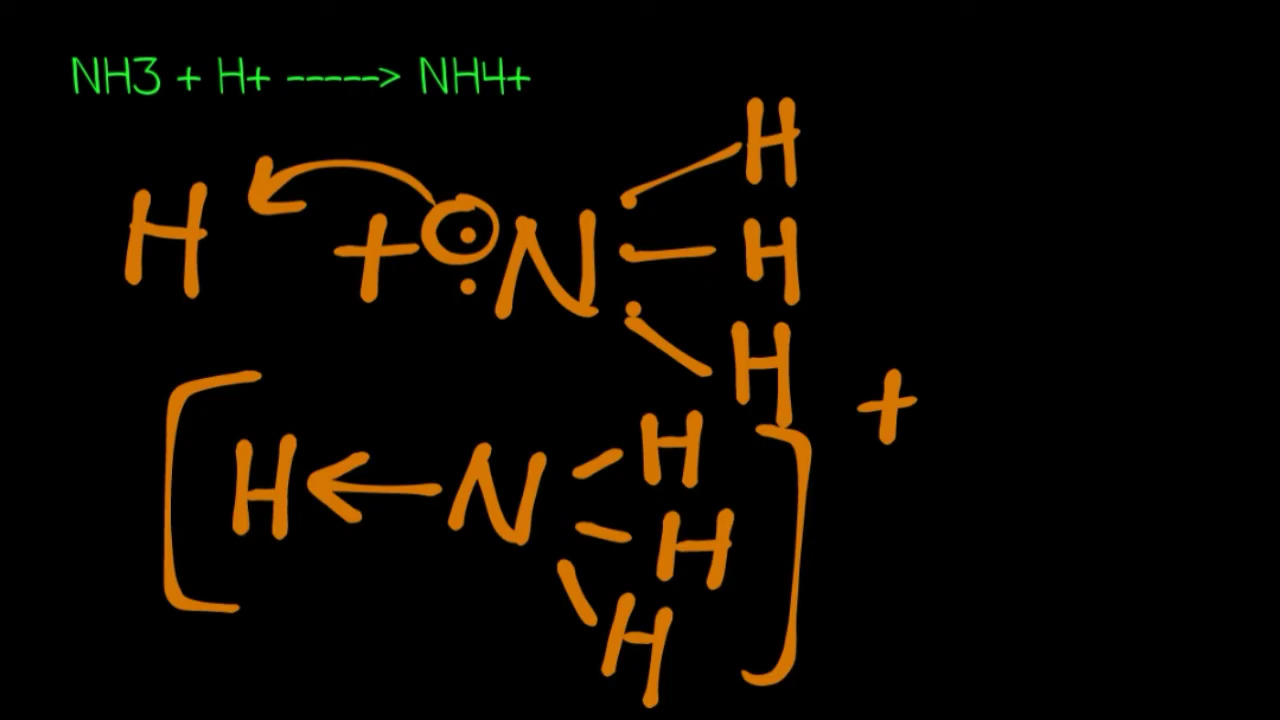 NH3 + H+ -----> NH4+
H + N H
H
H
[H ← N H
H
H] +